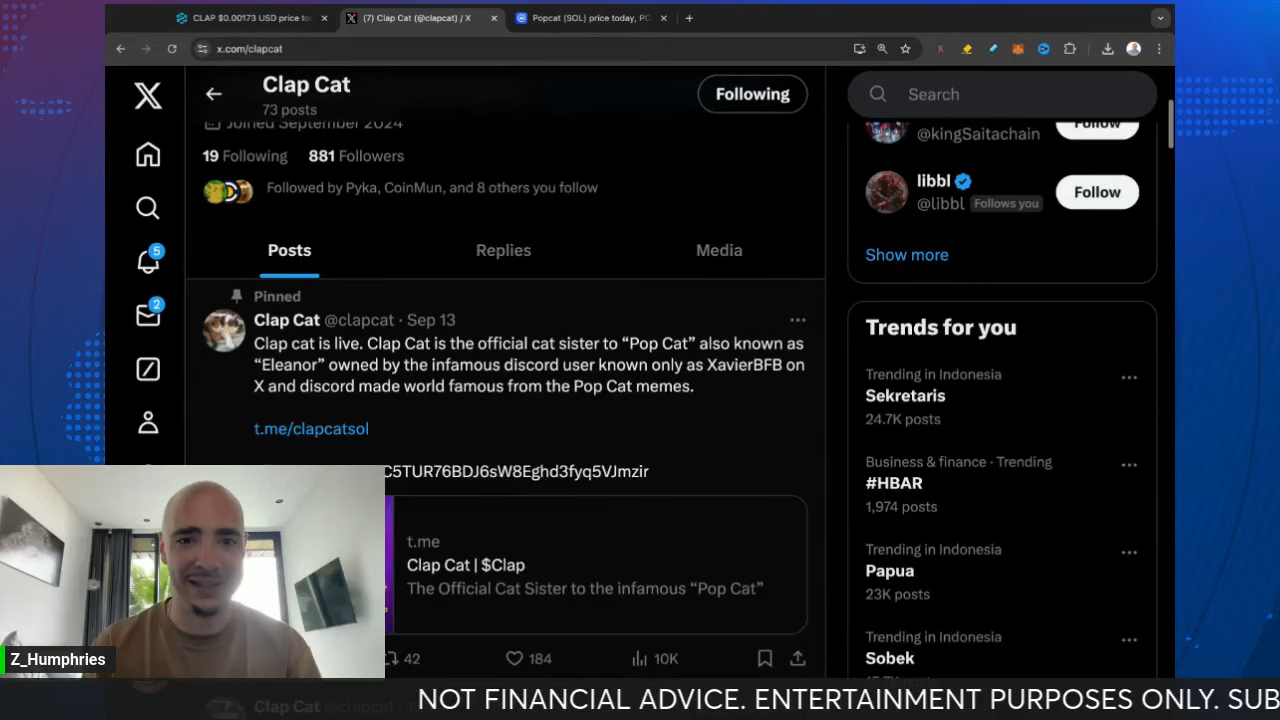 CLAP $0.00173 USD price to
(7) Clap Cat (@clapcat) / X
Popcat (SOL) price today, PO
x.com/clapcat
Clap Cat
73 posts
Following
Search
Joined September 2024
19 Following 881 Followers
Followed by Pyka, CoinMun, and 8 others you follow
Posts Replies Media
@kingSaitachain
Follow
libbl
@libbl Follows you
Follow
Show more
5
2
Pinned
Clap Cat @clapcat · Sep 13
Clap cat is live. Clap Cat is the official cat sister to “Pop Cat” also known as
“Eleanor” owned by the infamous discord user known only as XavierBFB on
X and discord made world famous from the Pop Cat memes.
t.me/clapcatsol
C5TUR76BDJ6sW8Eghd3fyq5VJmzir
t.me
Clap Cat | $Clap
The Official Cat Sister to the infamous “Pop Cat”
42 184 10K
Clap Cat @clapcat
Trends for you
Trending in Indonesia
Sekretaris
24.7K posts
Business & finance · Trending
#HBAR
1,974 posts
Trending in Indonesia
Papua
23K posts
Trending in Indonesia
Sobek
Z_Humphries
NOT FINANCIAL ADVICE. ENTERTAINMENT PURPOSES ONLY. SUB